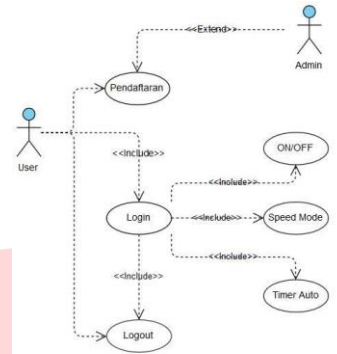 <<Extend>>
Admin
Pendaftaran
User
<<Include>>
ON/OFF
<<Include>>
Login
<<Include>>
Speed Mode
<<Include>>
<<Include>>
Timer Auto
Logout